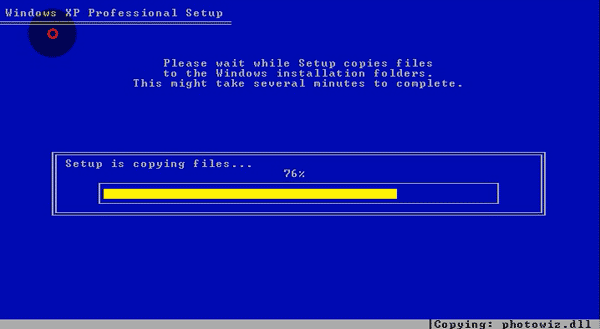 Windows XP Professional Setup
Please wait while Setup copies files
to the Windows installation folders.
This might take several minutes to complete.
Setup is copying files...
76%
Copying: photowiz.dll